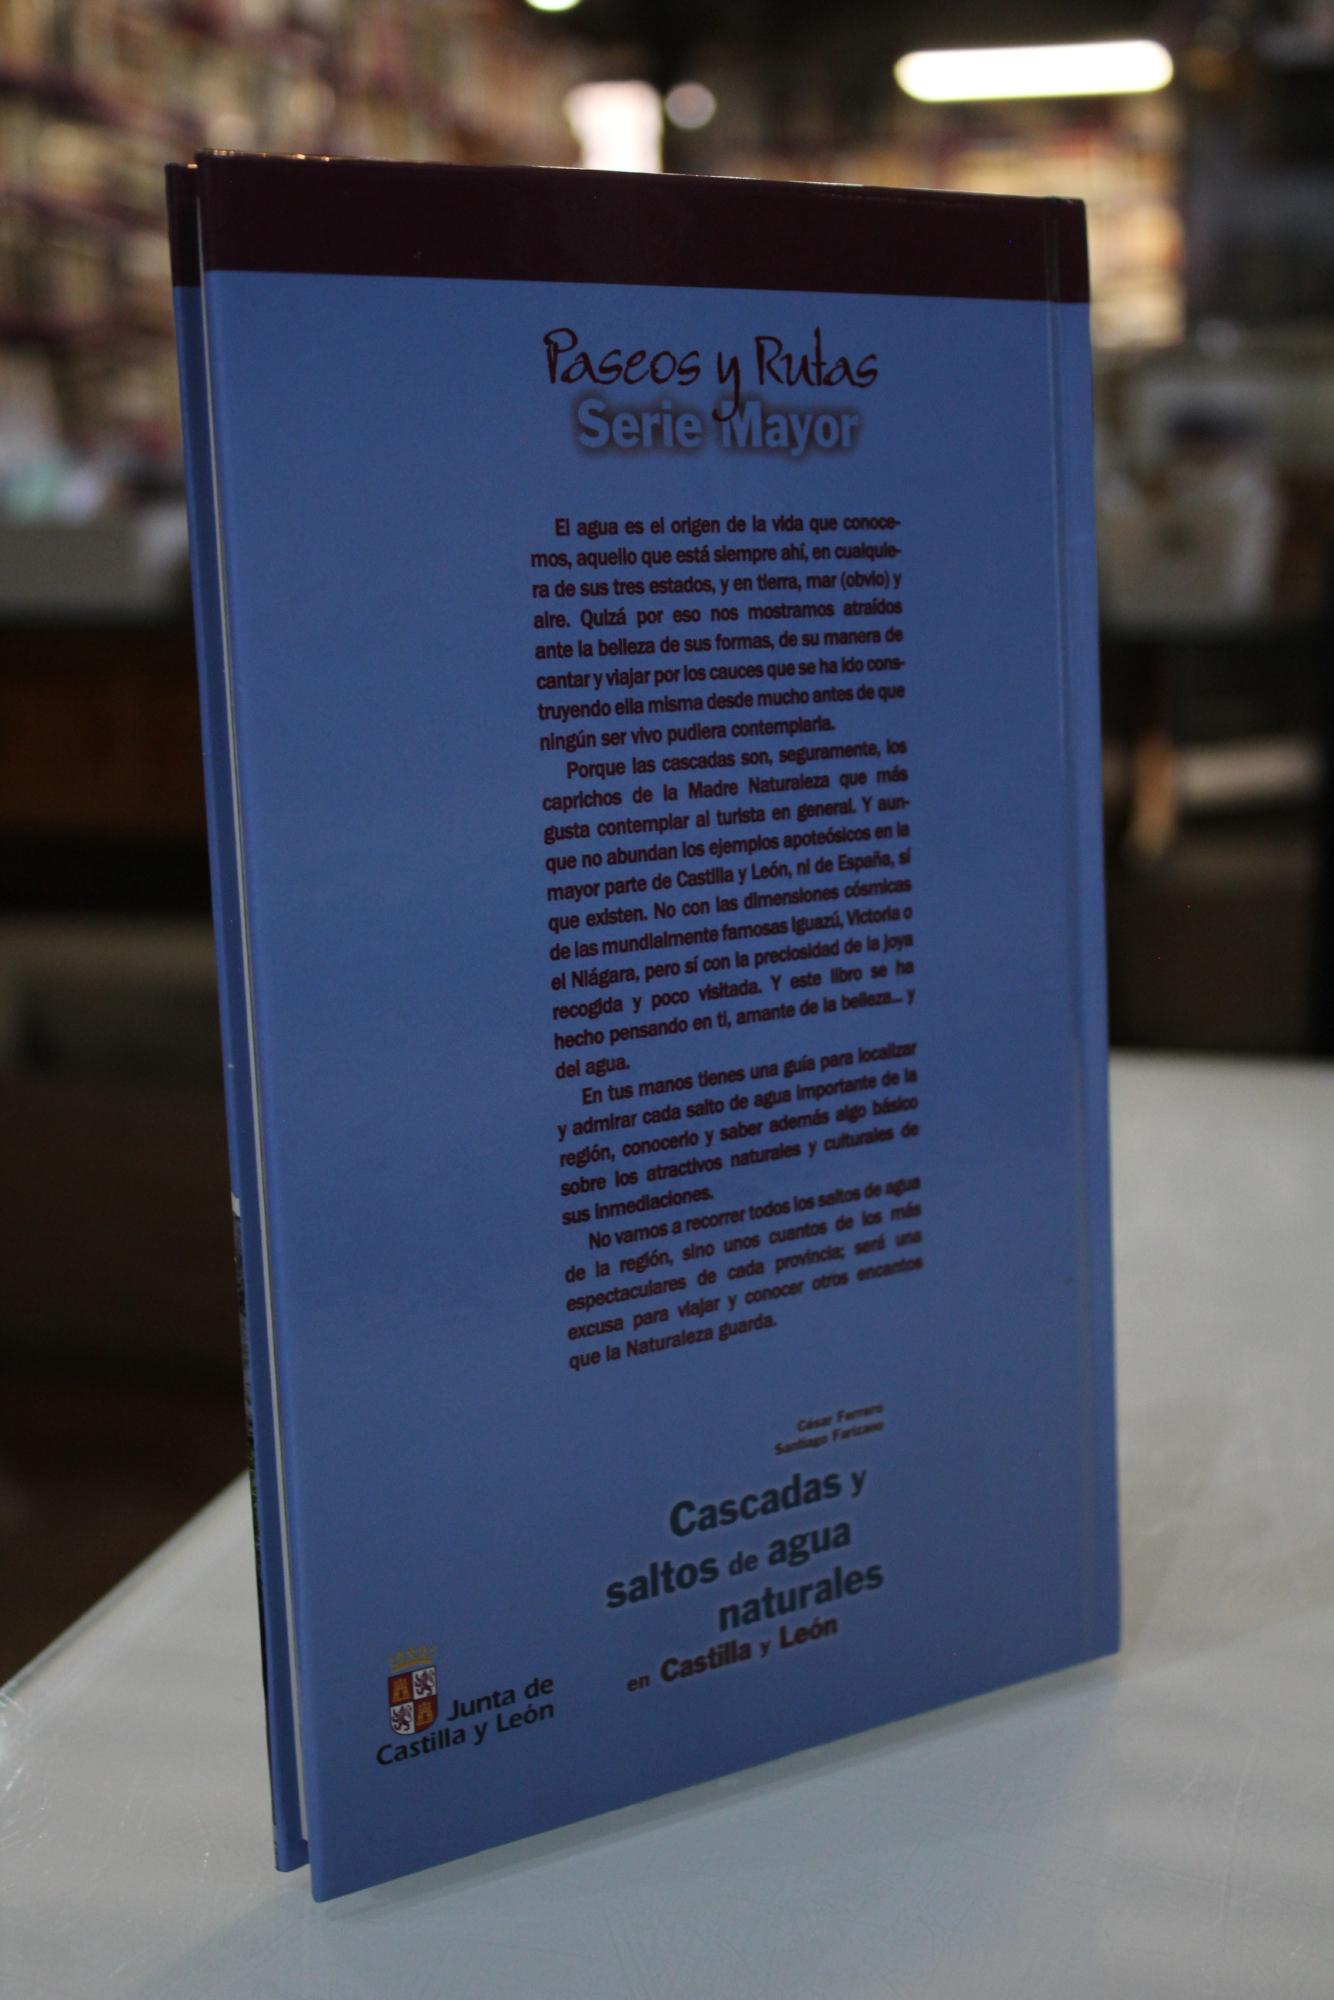 Paseos y Rutas
Serie Mayor
El agua es el origen de la vida que conoce-
mos, aquello que está siempre ahí, en cualquie-
ra de sus tres estados, y en tierra, mar (obvio) y
aire. Quizá por eso nos mostramos atraídos
ante la belleza de sus formas, de su manera de
cantar y viajar por los cauces que se ha ido cons-
truyendo ella misma desde mucho antes de que
ningún ser vivo pudiera contemplarla.
Porque las cascadas son, seguramente, los
caprichos de la Madre Naturaleza que más
gusta contemplar al turista en general. Y aun-
que no abundan los ejemplos apoteósicos en la
mayor parte de Castilla y León, ni de España, sí
que existen. No con las dimensiones cósmicas
de las mundialmente famosas Iguazú, Victoria o
el Niágara, pero sí con la preciosidad de la joya
recogida y poco visitada. Y este libro se ha
hecho pensando en ti, amante de la belleza... y
del agua.
En tus manos tienes una guía para localizar
y admirar cada salto de agua importante de la
región, conocerlo y saber además algo básico
sobre los atractivos naturales y culturales de
sus inmediaciones.
No vamos a recorrer todos los saltos de agua
de la región, sino unos cuantos de los más
espectaculares de cada provincia; será una
excusa para viajar y conocer otros encantos
que la Naturaleza guarda.
César Ferrero
Santiago Farizano
Cascadas y
saltos de agua
naturales
en Castilla y León
Junta de
Castilla y León